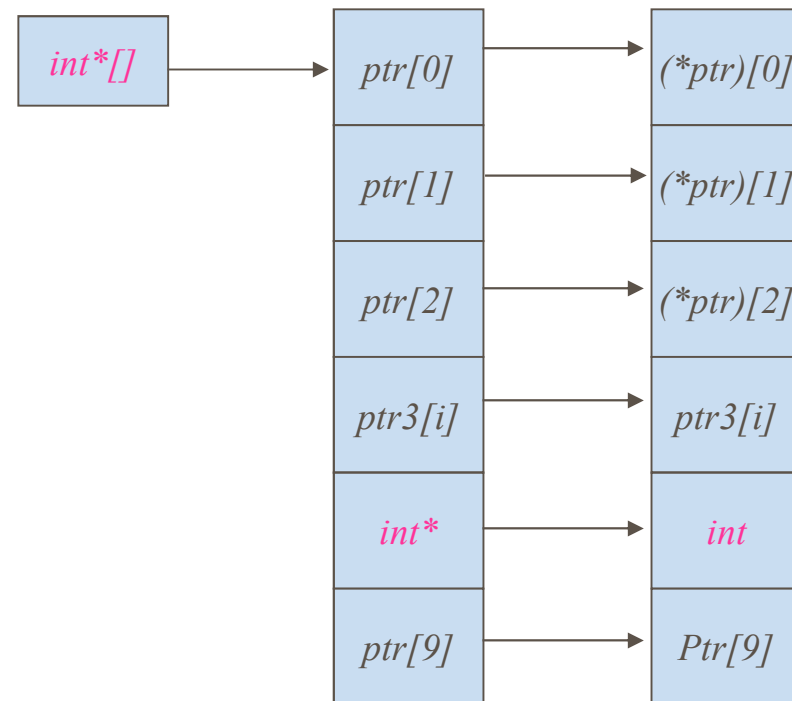 int*[]
ptr[0]
(*ptr)[0]
ptr[1]
(*ptr)[1]
ptr[2]
(*ptr)[2]
ptr3[i]
ptr3[i]
int*
int
ptr[9]
Ptr[9]